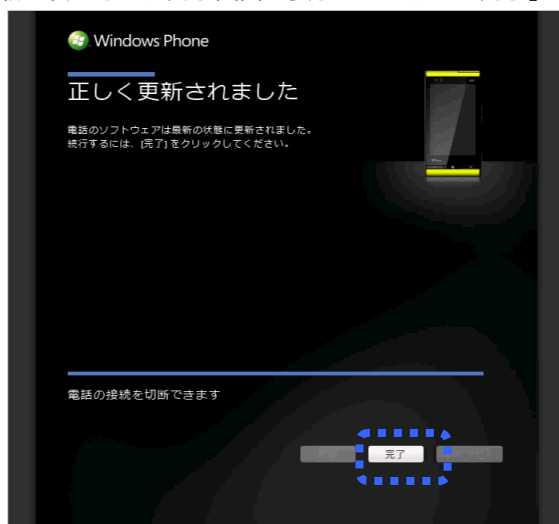 Windows Phone
正しく更新されました
電話のソフトウェアは最新の状態に更新されました。
続行するには、[完了] をクリックしてください。
電話の接続を切断できます
完了